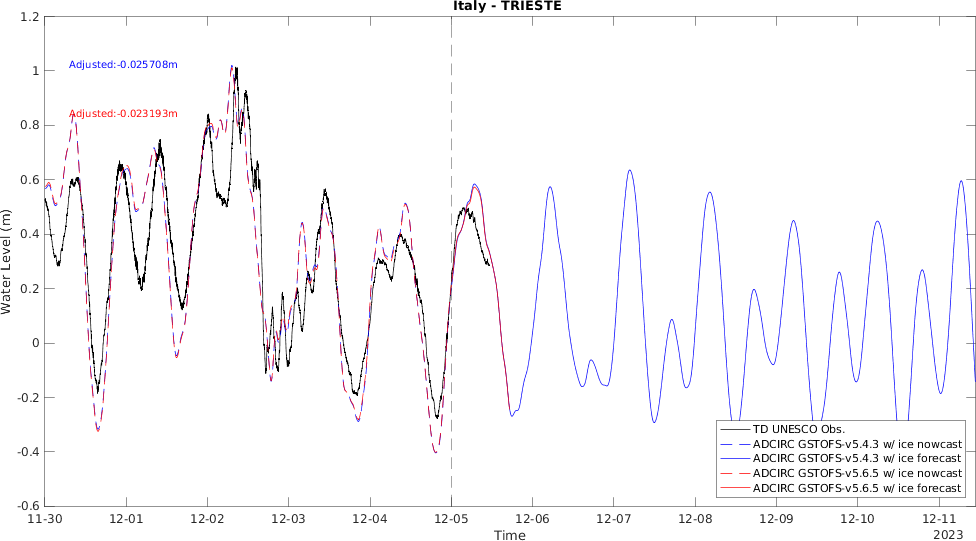 Italy - TRIESTE
Adjusted:-0.025708m
Adjusted:-0.023193m
Water Level (m)
1.2
1
0.8
0.6
0.4
0.2
0
-0.2
-0.4
-0.6
TD UNESCO Obs.
ADCIRC GSTOFS-v5.4.3 w/ ice nowcast
ADCIRC GSTOFS-v5.4.3 w/ ice forecast
ADCIRC GSTOFS-v5.6.5 w/ ice nowcast
ADCIRC GSTOFS-v5.6.5 w/ ice forecast
11-30 12-01 12-02 12-03 12-04 12-05 12-06 12-07 12-08 12-09 12-10 12-11
Time
2023